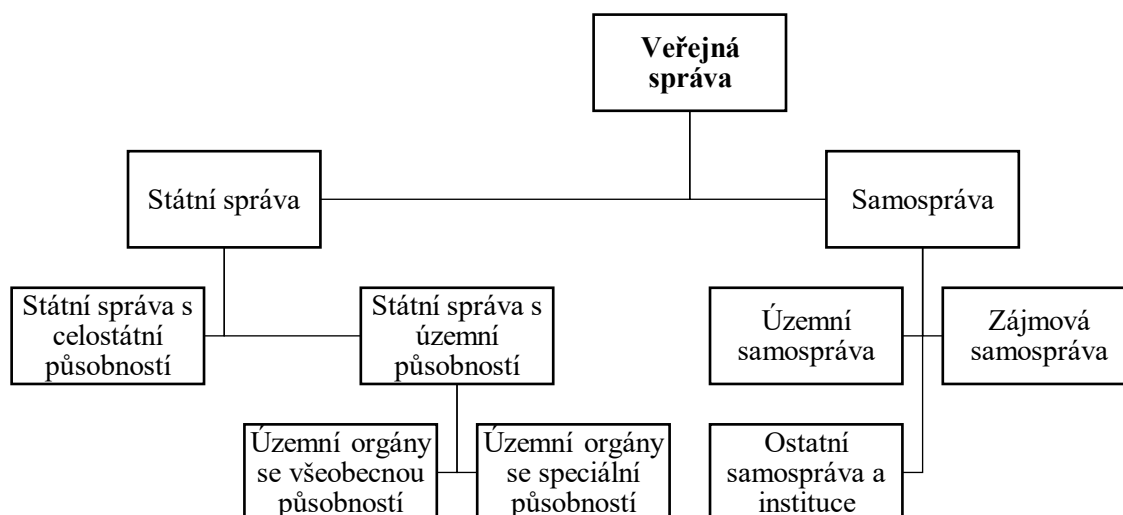 Veřejná
správa
Státní správa
Samospráva
Státní správa s
celostátní
působností
Státní správa s
územní
působností
Územní
samospráva
Zájmová
samospráva
Územní orgány
se všeobecnou
působností
Územní orgány
se speciální
působností
Ostatní
samospráva a
instituce